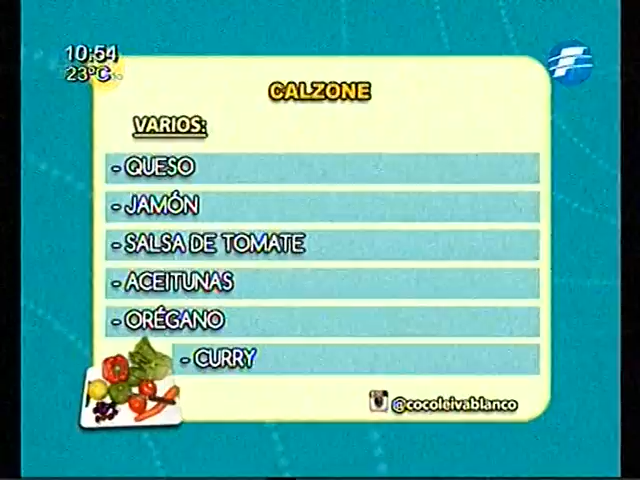 10:54
23°C
CALZONE
VARIOS:
- QUESO
- JAMÓN
- SALSA DE TOMATE
- ACEITUNAS
- ORÉGANO
- CURRY
@cocoleivablanco